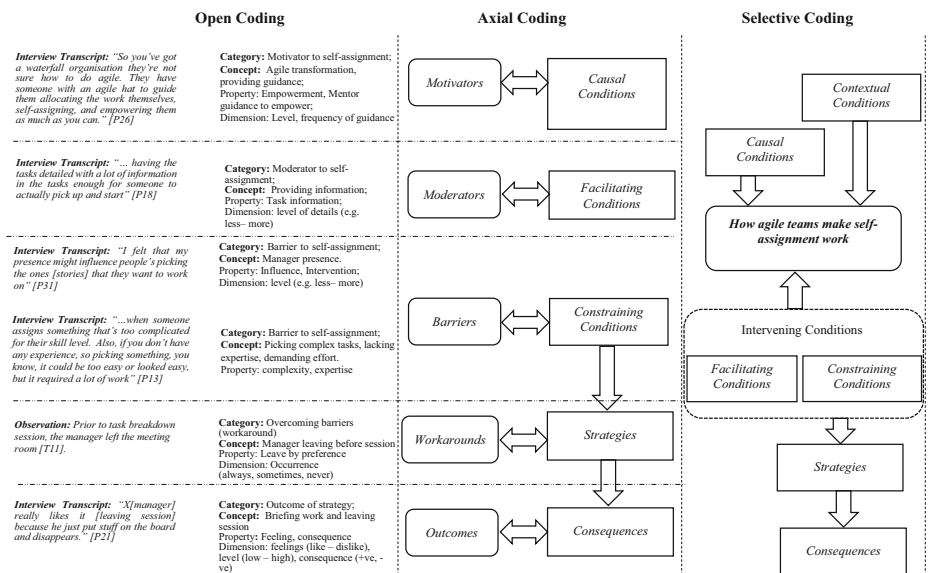 Open Coding
Axial Coding
Selective Coding
Interview Transcript: “So you’ve got
a waterfall organisation they’re not
sure how to do agile. They have
someone with an agile hat to guide
them allocating the work themselves,
self-assigning, and empowering them
as much as you can.” [P26]
Category: Motivator to self-assignment;
Concept: Agile transformation,
providing guidance;
Property: Empowerment, Mentor
guidance to empower;
Dimension: Level, frequency of guidance
Motivators
Causal
Conditions
Interview Transcript: “… having the
tasks detailed with a lot of information
in the tasks enough for someone to
actually pick up and start” [P18]
Category: Moderator to self-
assignment;
Concept: Providing information;
Property: Task information;
Dimension: level of details (e.g.
less– more)
Moderators
Facilitating
Conditions
Interview Transcript: “I felt that my
presence might influence people’s picking
the ones [stories] that they want to work
on” [P31]
Category: Barrier to self-assignment;
Concept: Manager presence.
Property: Influence, Intervention;
Dimension: level (e.g. less– more)
Interview Transcript: “…when someone
assigns something that’s too complicated
for their skill level. Also, if you don’t have
any experience, so picking something, you
know, it could be too easy or looked easy,
but it required a lot of work” [P13]
Category: Barrier to self-assignment;
Concept: Picking complex tasks, lacking
expertise, demanding effort.
Property: complexity, expertise
Barriers
Constraining
Conditions
Observation: Prior to task breakdown
session, the manager left the meeting
room [T11].
Category: Overcoming barriers
(workaround)
Concept: Manager leaving before session
Property: Leave by preference
Dimension: Occurrence
(always, sometimes, never)
Workarounds
Strategies
Interview Transcript: “X[manager]
really likes it [leaving session]
because he just put stuff on the board
and disappears.” [P21]
Category: Outcome of strategy;
Concept: Briefing work and leaving
session
Property: Feeling, consequence
Dimension: feelings (like – dislike),
level (low – high), consequence (+ve, -
ve)
Outcomes
Consequences
Contextual
Conditions
Causal
Conditions
How agile teams make self-
assignment work
Intervening Conditions
Facilitating
Conditions
Constraining
Conditions
Strategies
Consequences